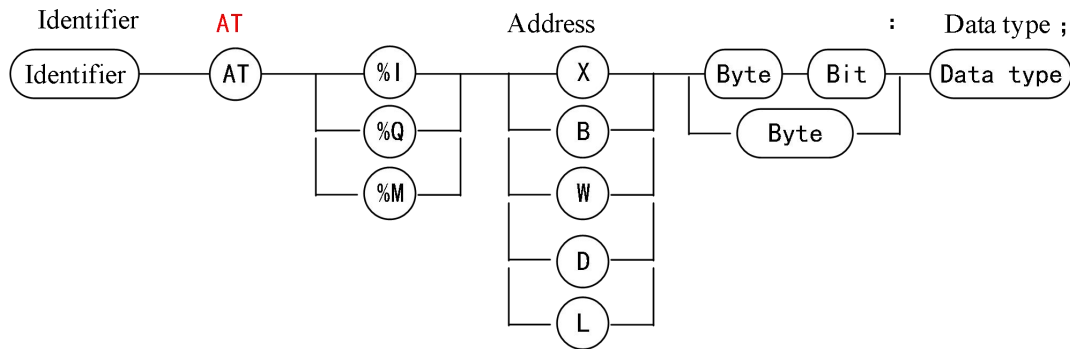 Identifier AT Address : Data type ;
Identifier AT %I X Byte Bit Data type
%Q B Byte
%M W
D
L